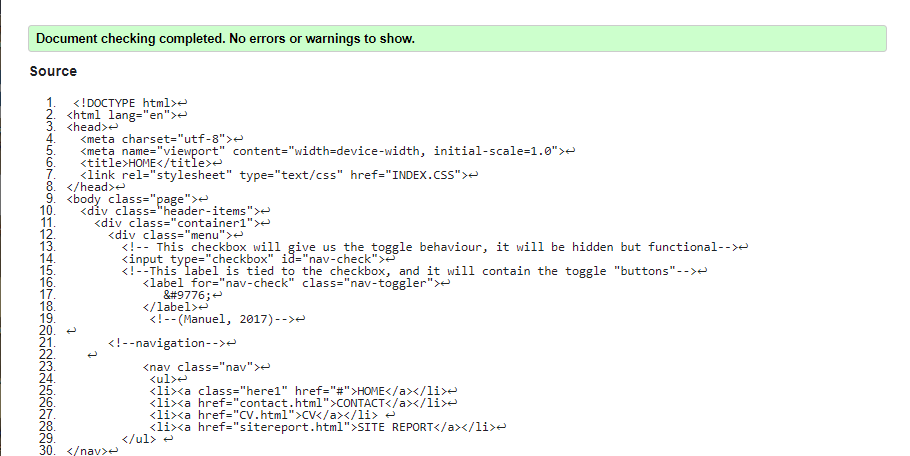 Document checking completed. No errors or warnings to show.
Source
1. <!DOCTYPE html>↩
2. <html lang="en">↩
3. <head>↩
4. <meta charset="utf-8">↩
5. <meta name="viewport" content="width=device-width, initial-scale=1.0">↩
6. <title>HOME</title>↩
7. <link rel="stylesheet" type="text/css" href="INDEX.CSS">↩
8. </head>↩
9. <body class="page">↩
10. <div class="header-items">↩
11. <div class="container1">↩
12. <div class="menu">↩
13. <!-- This checkbox will give us the toggle behaviour, it will be hidden but functional-->↩
14. <input type="checkbox" id="nav-check">↩
15. <!--This label is tied to the checkbox, and it will contain the toggle "buttons"-->↩
16. <label for="nav-check" class="nav-toggler">↩
17. &#9776;↩
18. </label>↩
19. <!--(Manuel, 2017)-->↩
20. ↩
21. <!--navigation-->↩
22. ↩
23. <nav class="nav">↩
24. <ul>↩
25. <li><a class="here1" href="#">HOME</a></li>↩
26. <li><a href="contact.html">CONTACT</a></li>↩
27. <li><a href="CV.html">CV</a></li> ↩
28. <li><a href="sitereport.html">SITE REPORT</a></li>↩
29. </ul> ↩
30. </nav>↩